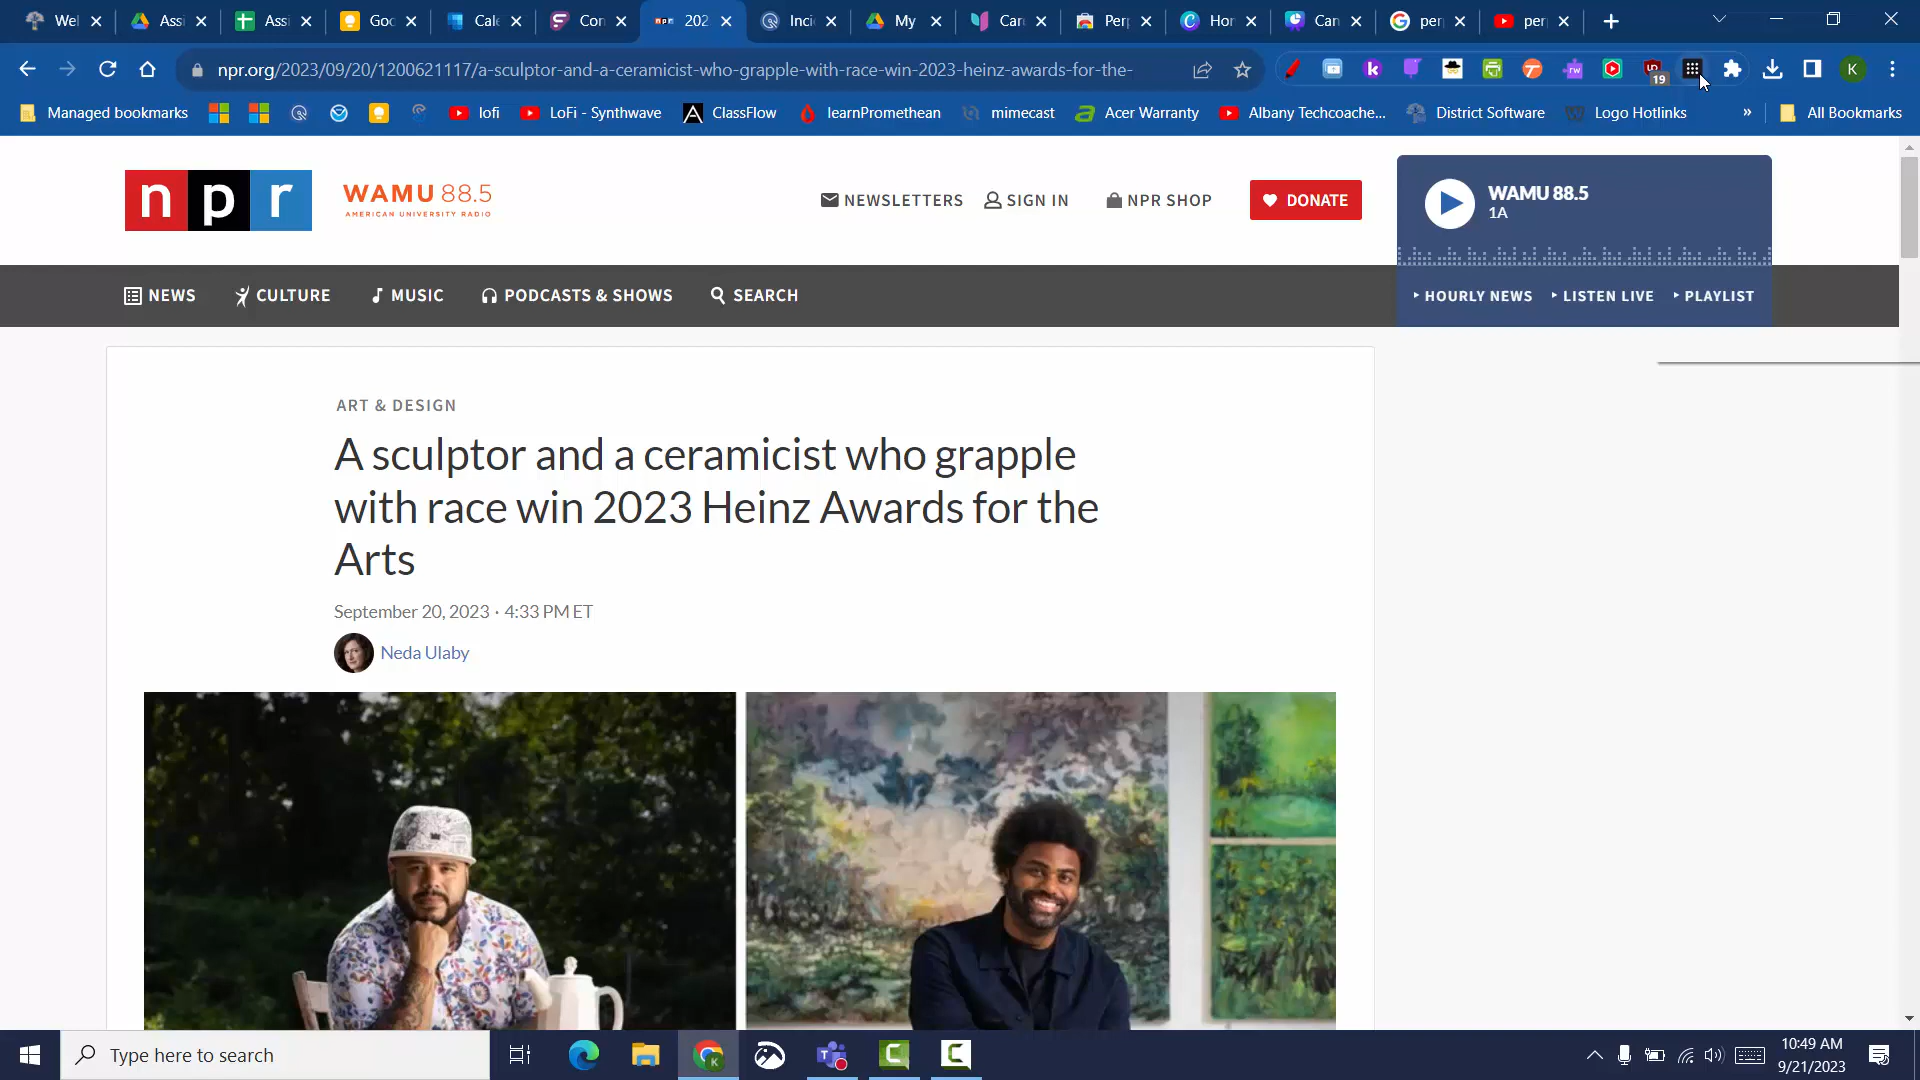 Wel
Assi
Assi
Goc
Cale
Con
202
Inci
My
Car
Perp
Hor
Can
per
per
npr.org/2023/09/20/1200621117/a-sculptor-and-a-ceramicist-who-grapple-with-race-win-2023-heinz-awards-for-the-
19
K
Managed bookmarks
lofi
LoFi - Synthwave
ClassFlow
learnPromethean
mimecast
Acer Warranty
Albany Techcoache...
District Software
Logo Hotlinks
»
All Bookmarks
npr
WAMU 88.5
AMERICAN UNIVERSITY RADIO
NEWSLETTERS
SIGN IN
NPR SHOP
DONATE
WAMU 88.5
1A
NEWS
CULTURE
MUSIC
PODCASTS & SHOWS
SEARCH
HOURLY NEWS
LISTEN LIVE
PLAYLIST
ART & DESIGN
A sculptor and a ceramicist who grapple
with race win 2023 Heinz Awards for the
Arts
September 20, 2023 · 4:33 PM ET
Neda Ulaby
Type here to search
10:49 AM
9/21/2023